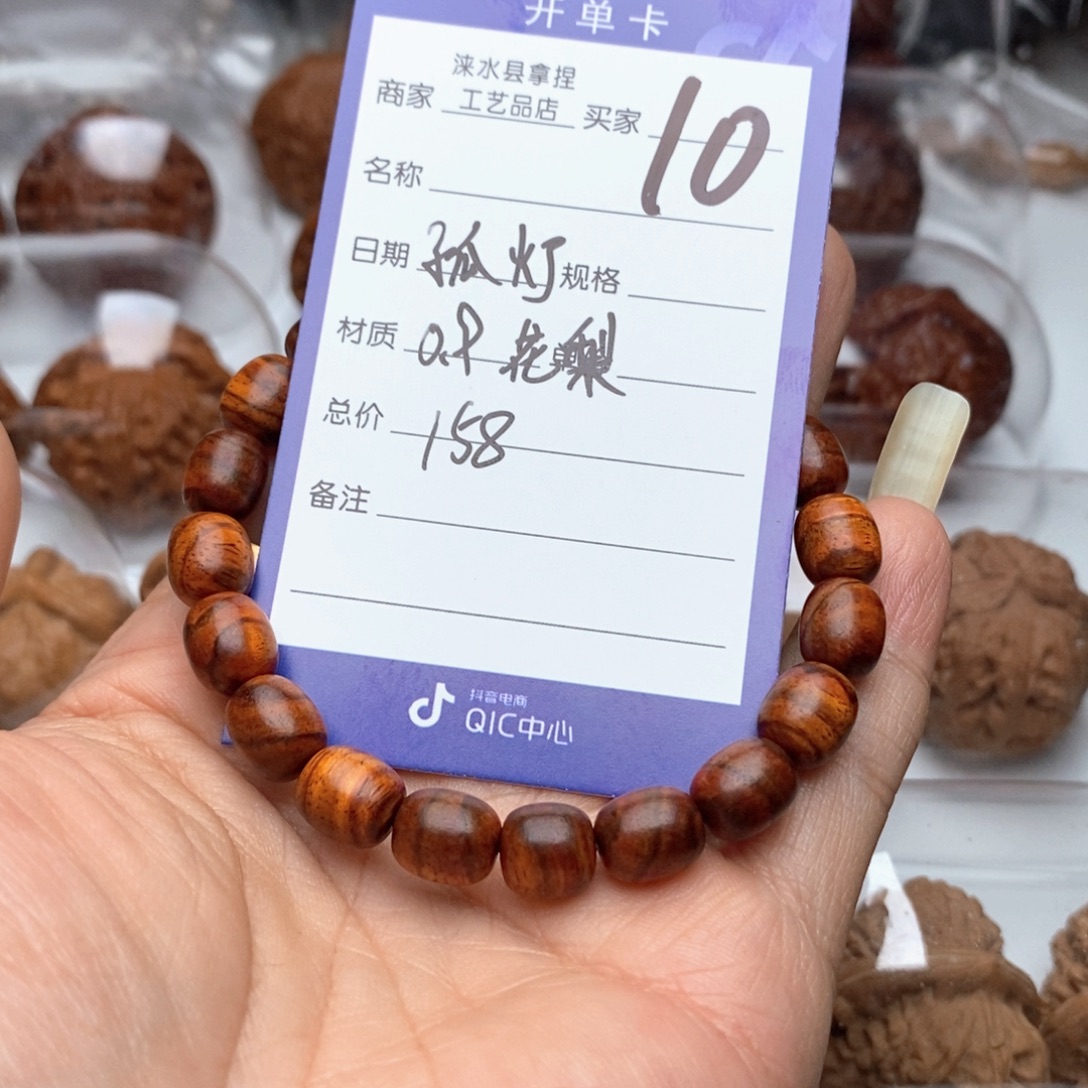 开单卡
涞水县拿捏
商家 工艺品店 买家 10
名称
日期 孤灯 规格
材质 0.8 花梨
总价 158
备注
抖音电商
QIC中心